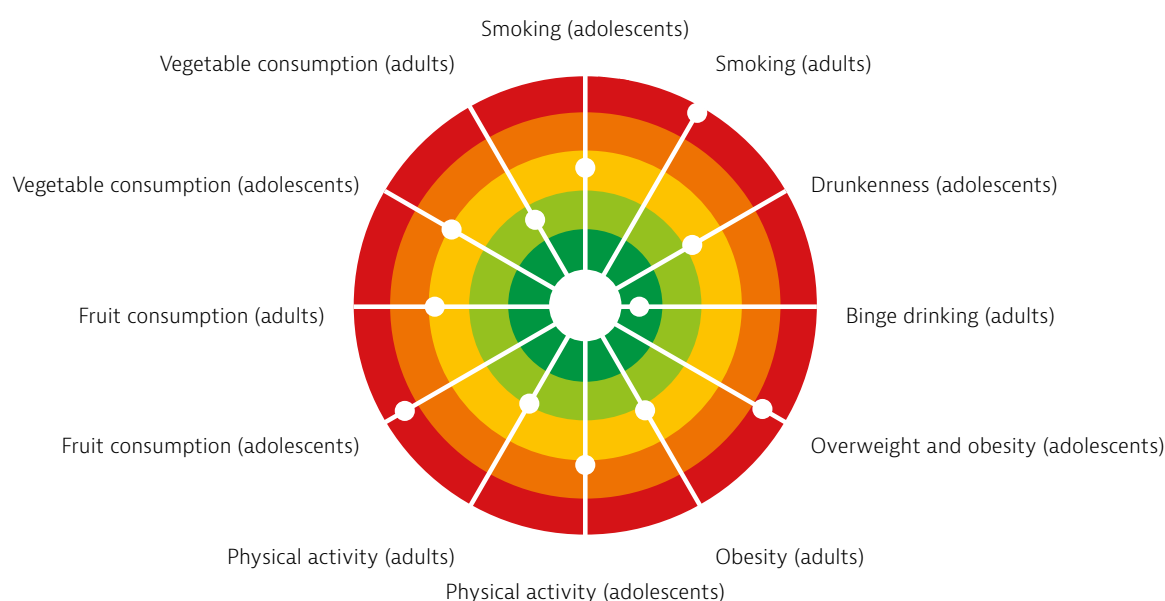 Smoking (adolescents)
Vegetable consumption (adults)
Smoking (adults)
Vegetable consumption (adolescents)
Drunkenness (adolescents)
Fruit consumption (adults)
Binge drinking (adults)
Fruit consumption (adolescents)
Overweight and obesity (adolescents)
Physical activity (adults)
Obesity (adults)
Physical activity (adolescents)